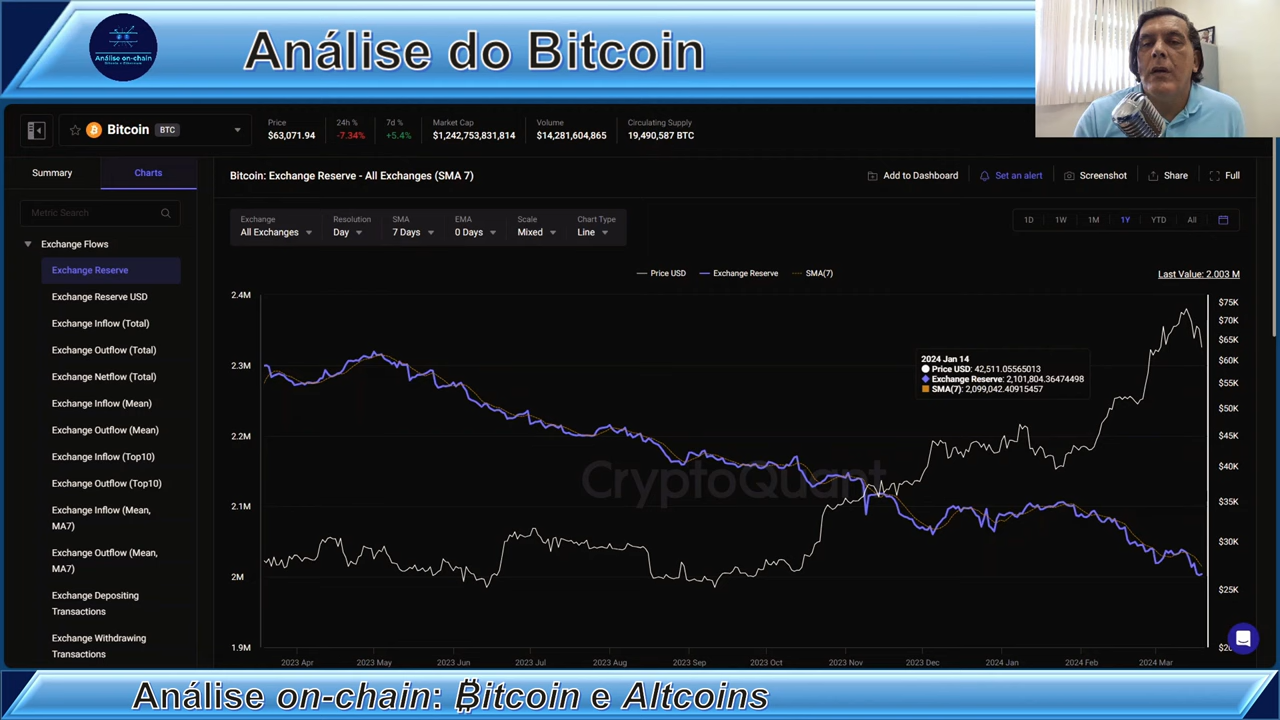 Análise do Bitcoin
Análise on-chain
Bitcoin e Ethereum
Bitcoin BTC
Price
$63,071.94
24h %
-7.34%
7d %
+5.4%
Market Cap
$1,242,753,831,814
Volume
$14,281,604,865
Circulating Supply
19,490,587 BTC
Summary
Charts
Metric Search
Exchange Flows
Exchange Reserve
Exchange Reserve USD
Exchange Inflow (Total)
Exchange Outflow (Total)
Exchange Netflow (Total)
Exchange Inflow (Mean)
Exchange Outflow (Mean)
Exchange Inflow (Top10)
Exchange Outflow (Top10)
Exchange Inflow (Mean,
MA7)
Exchange Outflow (Mean,
MA7)
Exchange Depositing
Transactions
Exchange Withdrawing
Transactions
Bitcoin: Exchange Reserve - All Exchanges (SMA 7)
Add to Dashboard
Set an alert
Screenshot
Share
Full
Exchange
All Exchanges
Resolution
Day
SMA
7 Days
EMA
0 Days
Scale
Mixed
Chart Type
Line
1D 1W 1M 1Y YTD All
Price USD Exchange Reserve SMA(7)
Last Value: 2.003 M
2.4M
2.3M
2.2M
2.1M
2M
1.9M
2024 Jan 14
Price USD: 42,511.05565013
Exchange Reserve: 2,101,804.36474498
SMA(7): 2,099,042.40915457
CryptoQuant
$75K
$70K
$65K
$60K
$55K
$50K
$45K
$40K
$35K
$30K
$25K
2023 Apr 2023 May 2023 Jun 2023 Jul 2023 Aug 2023 Sep 2023 Oct 2023 Nov 2023 Dec 2024 Jan 2024 Feb 2024 Mar
Análise on-chain: ₿itcoin e Altcoins